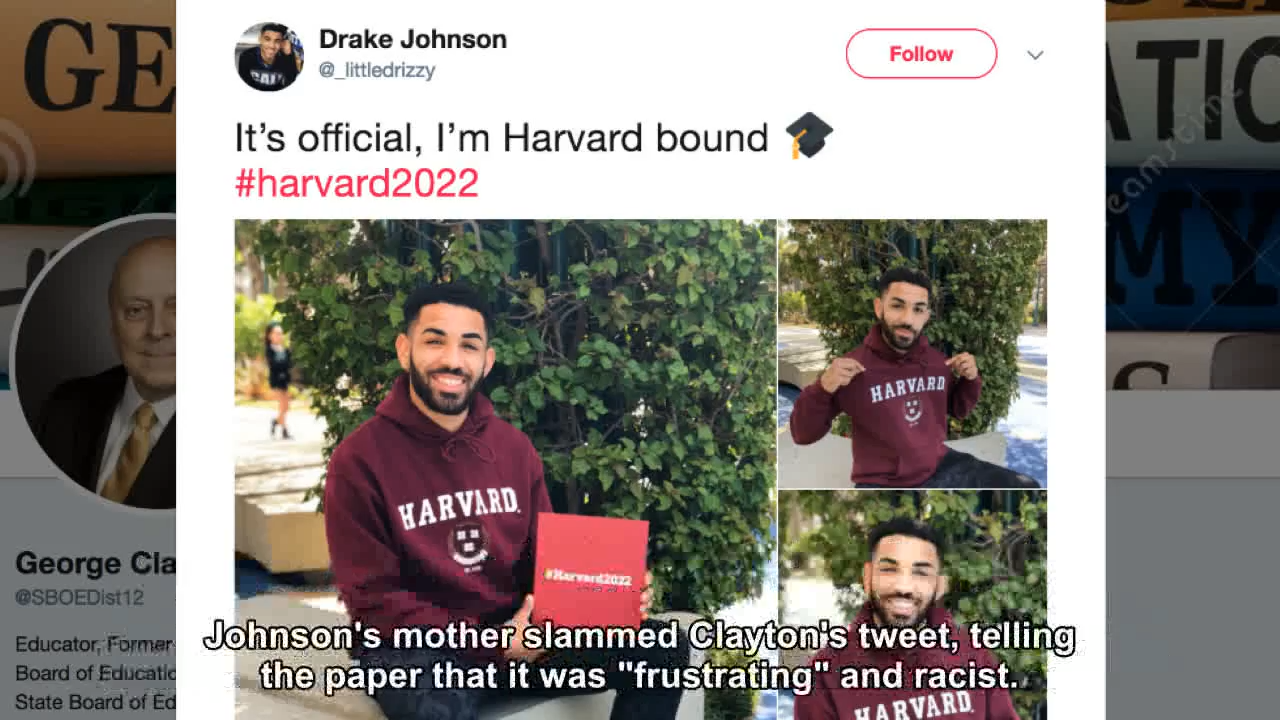 GE
ATIO
Drake Johnson
@_littledrizzy
Follow
It's official, I'm Harvard bound
#harvard2022
HARVARD
HARVARD
#Harvard2022
HARVARD
George Cla
@SBOEDist12
Educator, Former
Board of Educatio
State Board of Ed
Johnson's mother slammed Clayton's tweet, telling
the paper that it was "frustrating" and racist.